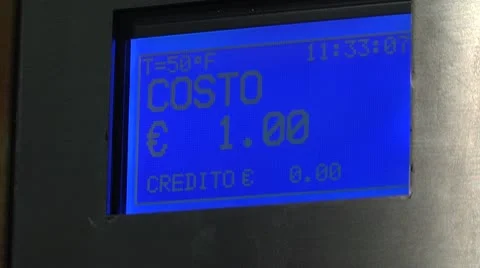 T=50°F 11:33:07
COSTO
€ 1.00
CREDITO € 0.00